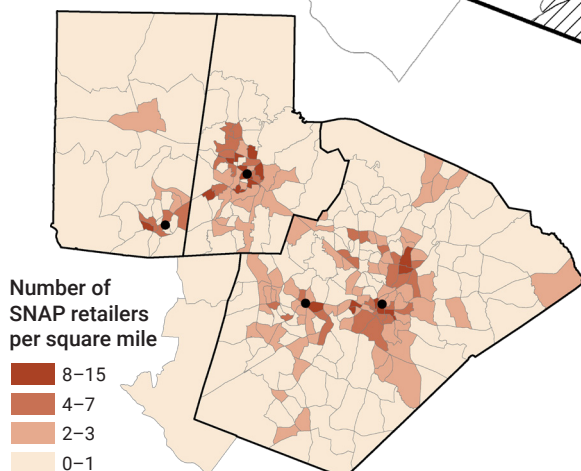 Number of
SNAP retailers
per square mile
8–15
4–7
2–3
0–1